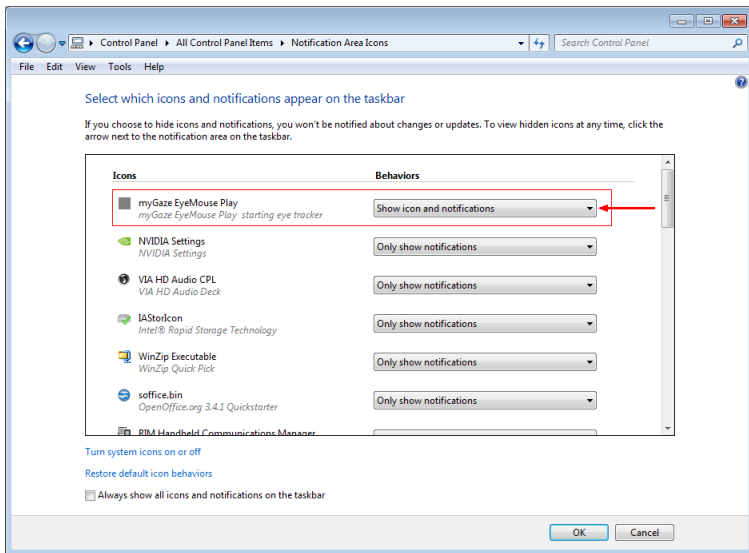 Control Panel ▸ All Control Panel Items ▸ Notification Area Icons
Search Control Panel
File Edit View Tools Help
Select which icons and notifications appear on the taskbar
If you choose to hide icons and notifications, you won't be notified about changes or updates. To view hidden icons at any time, click the
arrow next to the notification area on the taskbar.
Icons Behaviors
myGaze EyeMouse Play
myGaze EyeMouse Play starting eye tracker
Show icon and notifications
NVIDIA Settings
NVIDIA Settings
Only show notifications
VIA HD Audio CPL
VIA HD Audio Deck
Only show notifications
IAStorIcon
Intel® Rapid Storage Technology
Only show notifications
WinZip Executable
WinZip Quick Pick
Only show notifications
soffice.bin
OpenOffice.org 3.4.1 Quickstarter
Only show notifications
RIM Handheld Communications Manager
Turn system icons on or off
Restore default icon behaviors
Always show all icons and notifications on the taskbar
OK Cancel